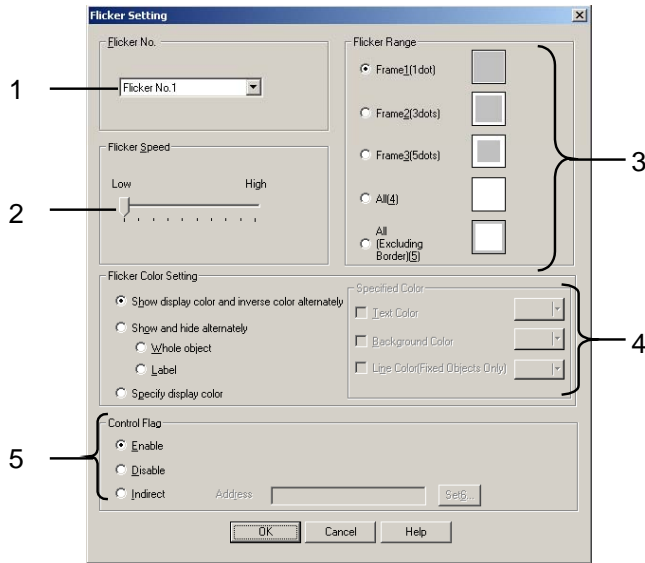 Flicker Setting
Flicker No.
Flicker No.1
1
Flicker Speed
Low High
2
Flicker Range
Frame1(1dot)
Frame2(3dots)
Frame3(5dots)
All(4)
All
(Excluding
Border)(5)
3
Flicker Color Setting
Show display color and inverse color alternately
Show and hide alternately
Whole object
Label
Specify display color
Specified Color
Text Color
Background Color
Line Color(Fixed Objects Only)
4
Control Flag
Enable
Disable
Indirect Address Set6...
5
OK Cancel Help